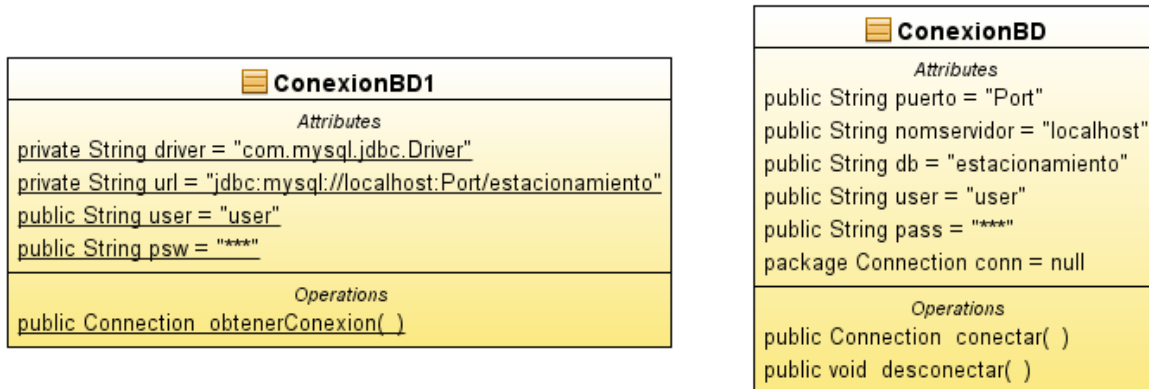 ConexionBD1
Attributes
private String driver = "com.mysql.jdbc.Driver"
private String url = "jdbc:mysql://localhost:Port/estacionamiento"
public String user = "user"
public String psw = "***"
Operations
public Connection obtenerConexion( )
ConexionBD
Attributes
public String puerto = "Port"
public String nomservidor = "localhost"
public String db = "estacionamiento"
public String user = "user"
public String pass = "***"
package Connection conn = null
Operations
public Connection conectar( )
public void desconectar( )